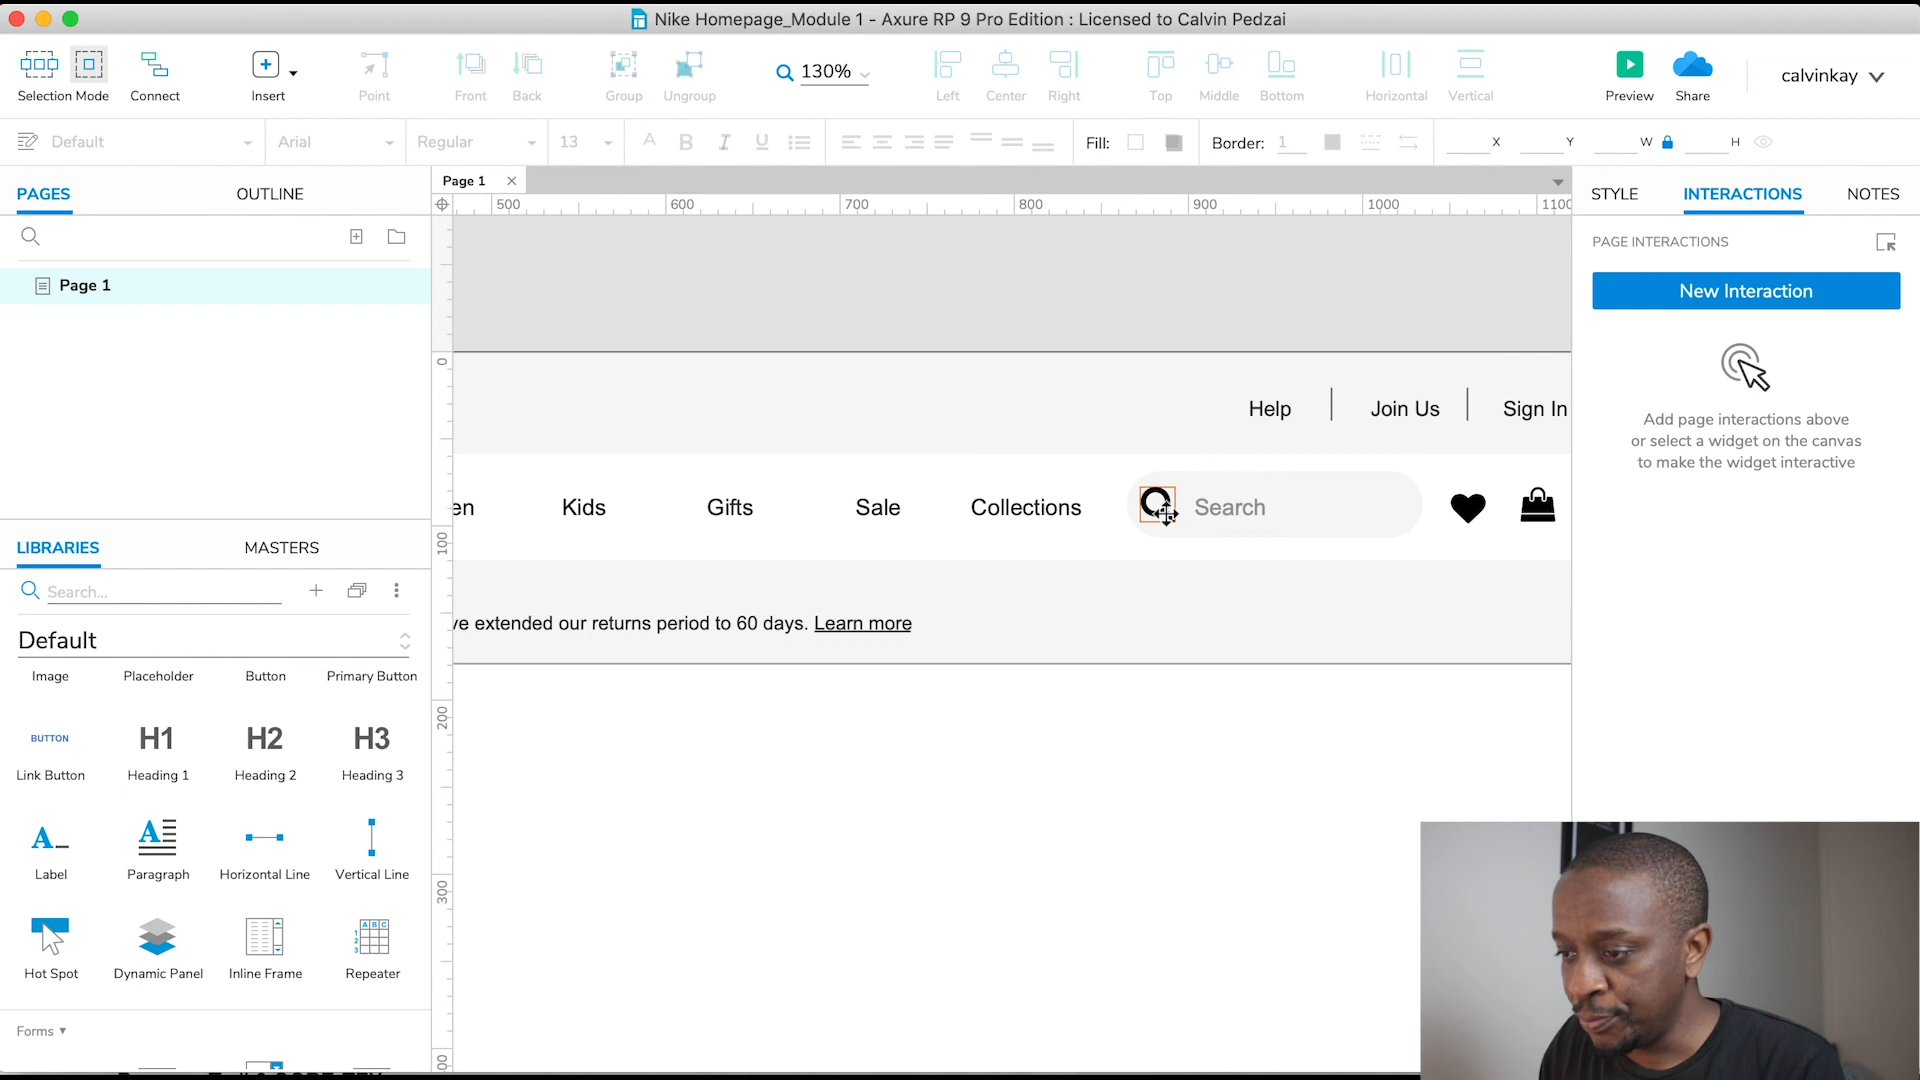 Nike Homepage_Module 1 - Axure RP 9 Pro Edition : Licensed to Calvin Pedzai
Selection Mode Connect Insert Point Front Back Group Ungroup 130% Left Center Right Top Middle Bottom Horizontal Vertical Preview Share calvinkay
Default Arial Regular 13 A B I U Fill: Border: 1 X Y W H
PAGES OUTLINE
Page 1
STYLE INTERACTIONS NOTES
500 600 700 800 900 1000 1100
PAGE INTERACTIONS
New Interaction
Page 1
Add page interactions above
or select a widget on the canvas
to make the widget interactive
0
100
200
300
Help Join Us Sign In
en Kids Gifts Sale Collections Search
ve extended our returns period to 60 days. Learn more
LIBRARIES MASTERS
Search...
Default
Image Placeholder Button Primary Button
BUTTON H1 H2 H3
Link Button Heading 1 Heading 2 Heading 3
A A
Label Paragraph Horizontal Line Vertical Line
A B C
1
2
3
Hot Spot Dynamic Panel Inline Frame Repeater
Forms